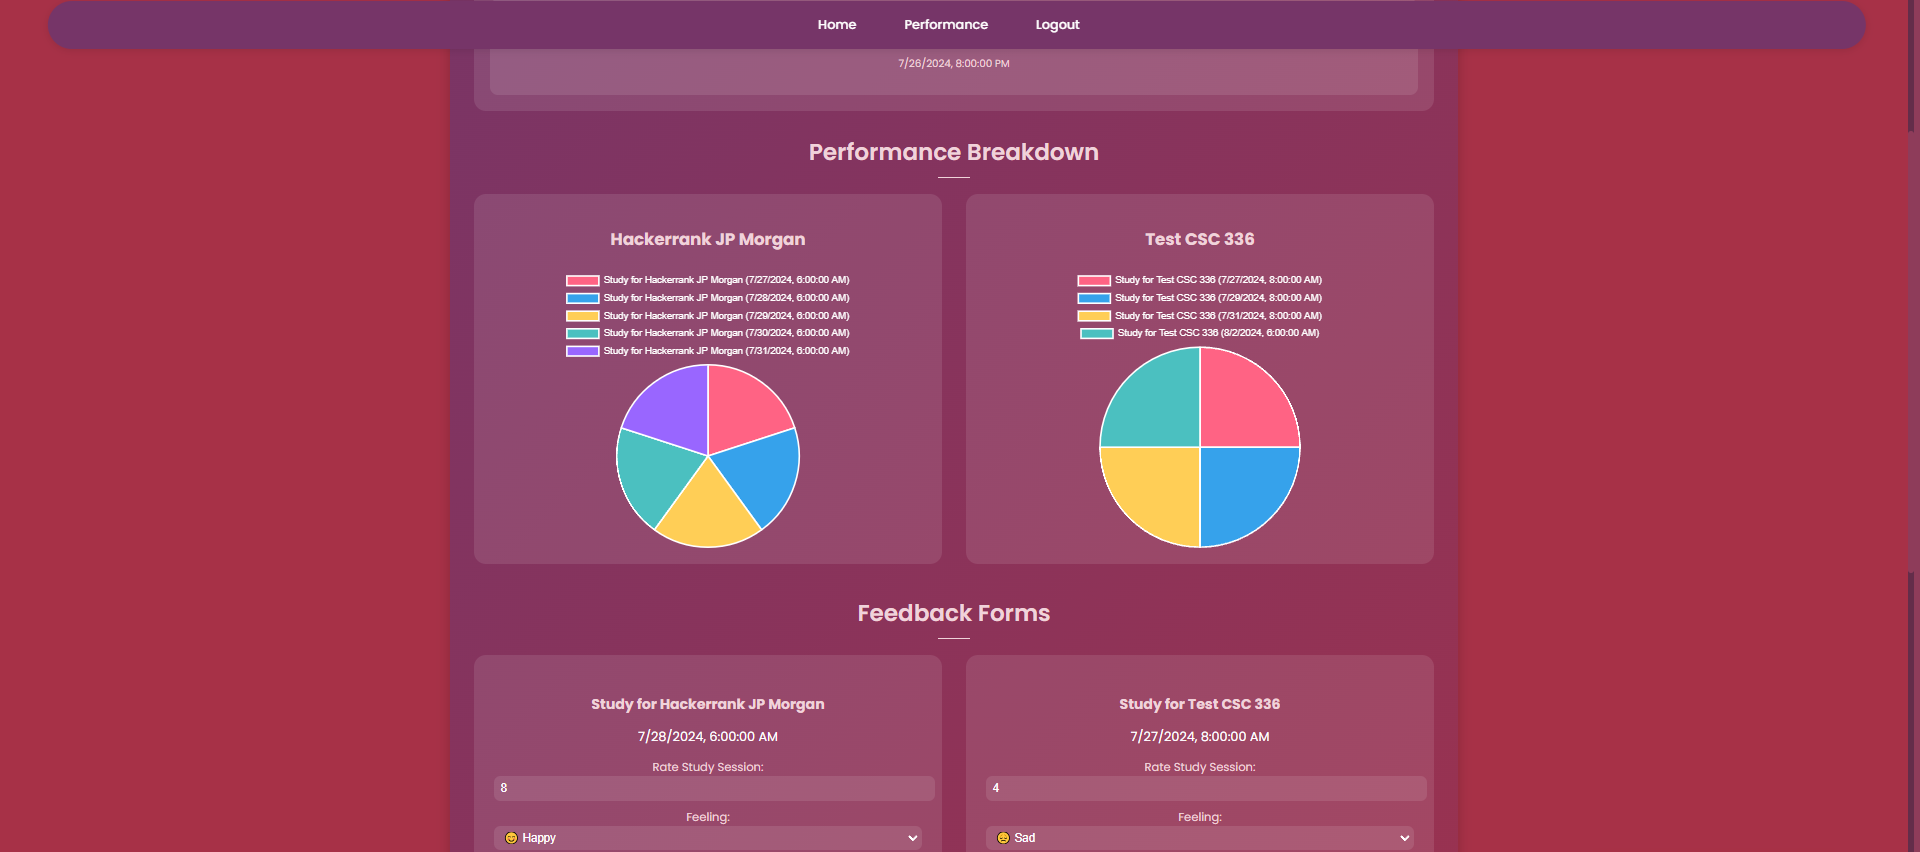 Home Performance Logout
7/26/2024, 8:00:00 PM
Performance Breakdown
Hackerrank JP Morgan
Study for Hackerrank JP Morgan (7/27/2024, 6:00:00 AM)
Study for Hackerrank JP Morgan (7/28/2024, 6:00:00 AM)
Study for Hackerrank JP Morgan (7/29/2024, 6:00:00 AM)
Study for Hackerrank JP Morgan (7/30/2024, 6:00:00 AM)
Study for Hackerrank JP Morgan (7/31/2024, 6:00:00 AM)
Test CSC 336
Study for Test CSC 336 (7/27/2024, 8:00:00 AM)
Study for Test CSC 336 (7/29/2024, 8:00:00 AM)
Study for Test CSC 336 (7/31/2024, 8:00:00 AM)
Study for Test CSC 336 (8/2/2024, 6:00:00 AM)
Feedback Forms
Study for Hackerrank JP Morgan
7/28/2024, 6:00:00 AM
Rate Study Session:
8
Feeling:
😊 Happy
Study for Test CSC 336
7/27/2024, 8:00:00 AM
Rate Study Session:
4
Feeling:
😞 Sad